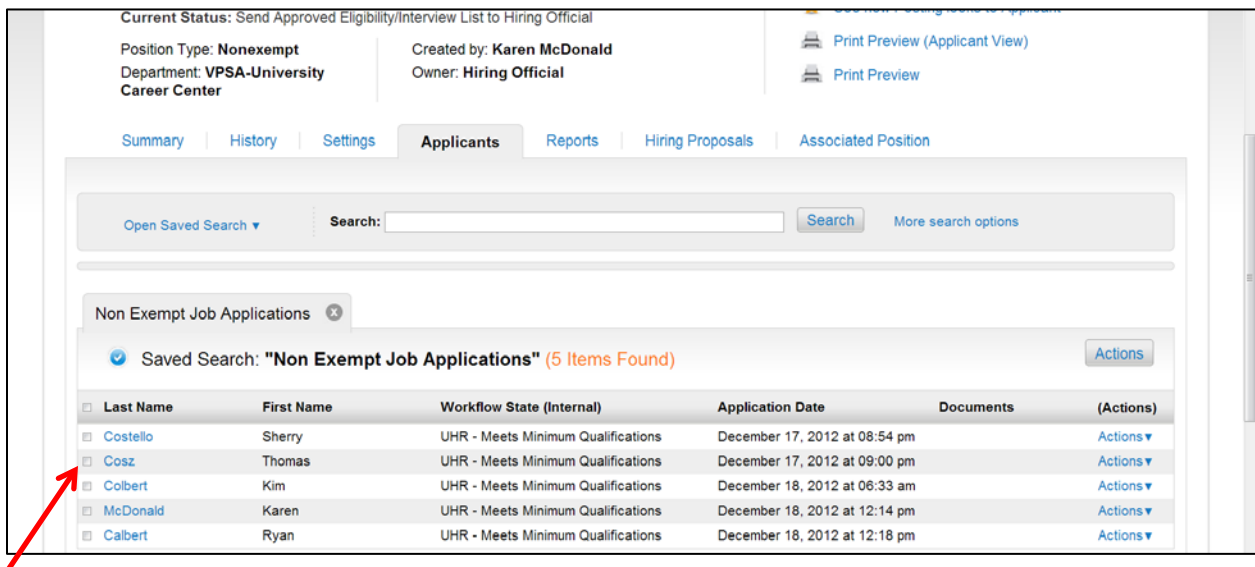 Current Status: Send Approved Eligibility/Interview List to Hiring Official
Position Type: Nonexempt
Department: VPSA-University
Career Center
Created by: Karen McDonald
Owner: Hiring Official
See how Posting looks to Applicant
Print Preview (Applicant View)
Print Preview
Summary History Settings Applicants Reports Hiring Proposals Associated Position
Open Saved Search ▼ Search: Search More search options
Non Exempt Job Applications
Saved Search: "Non Exempt Job Applications" (5 Items Found) Actions
Last Name First Name Workflow State (Internal) Application Date Documents (Actions)
Costello Sherry UHR - Meets Minimum Qualifications December 17, 2012 at 08:54 pm Actions▼
Cosz Thomas UHR - Meets Minimum Qualifications December 17, 2012 at 09:00 pm Actions▼
Colbert Kim UHR - Meets Minimum Qualifications December 18, 2012 at 06:33 am Actions▼
McDonald Karen UHR - Meets Minimum Qualifications December 18, 2012 at 12:14 pm Actions▼
Calbert Ryan UHR - Meets Minimum Qualifications December 18, 2012 at 12:18 pm Actions▼